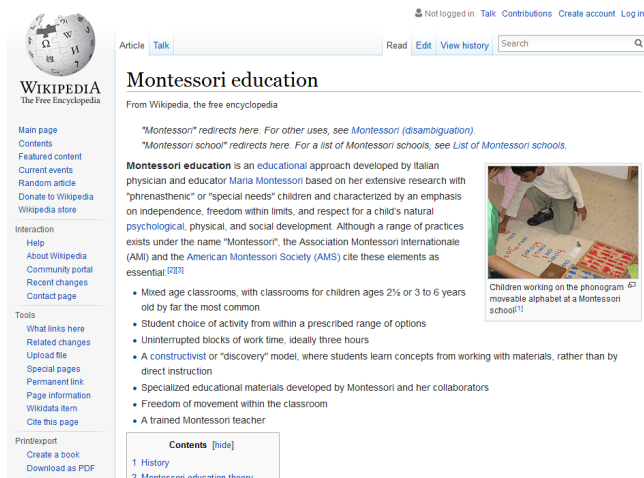 Not logged in Talk Contributions Create account Log in
Article Talk
Read Edit View history
Search
WIKIPEDIA
The Free Encyclopedia
Main page
Contents
Featured content
Current events
Random article
Donate to Wikipedia
Wikipedia store
Interaction
Help
About Wikipedia
Community portal
Recent changes
Contact page
Tools
What links here
Related changes
Upload file
Special pages
Permanent link
Page information
Wikidata item
Cite this page
Print/export
Create a book
Download as PDF
Montessori education
From Wikipedia, the free encyclopedia
"Montessori" redirects here. For other uses, see Montessori (disambiguation).
"Montessori school" redirects here. For a list of Montessori schools, see List of Montessori schools.
Montessori education is an educational approach developed by Italian
physician and educator Maria Montessori based on her extensive research with
"phrenasthenic" or "special needs" children and characterized by an emphasis
on independence, freedom within limits, and respect for a child's natural
psychological, physical, and social development. Although a range of practices
exists under the name "Montessori", the Association Montessori Internationale
(AMI) and the American Montessori Society (AMS) cite these elements as
essential:[2][3]
Children working on the phonogram
moveable alphabet at a Montessori
school[1]
• Mixed age classrooms, with classrooms for children ages 2½ or 3 to 6 years
old by far the most common
• Student choice of activity from within a prescribed range of options
• Uninterrupted blocks of work time, ideally three hours
• A constructivist or "discovery" model, where students learn concepts from working with materials, rather than by
direct instruction
• Specialized educational materials developed by Montessori and her collaborators
• Freedom of movement within the classroom
• A trained Montessori teacher
Contents [hide]
1 History
2 Montessori education theory